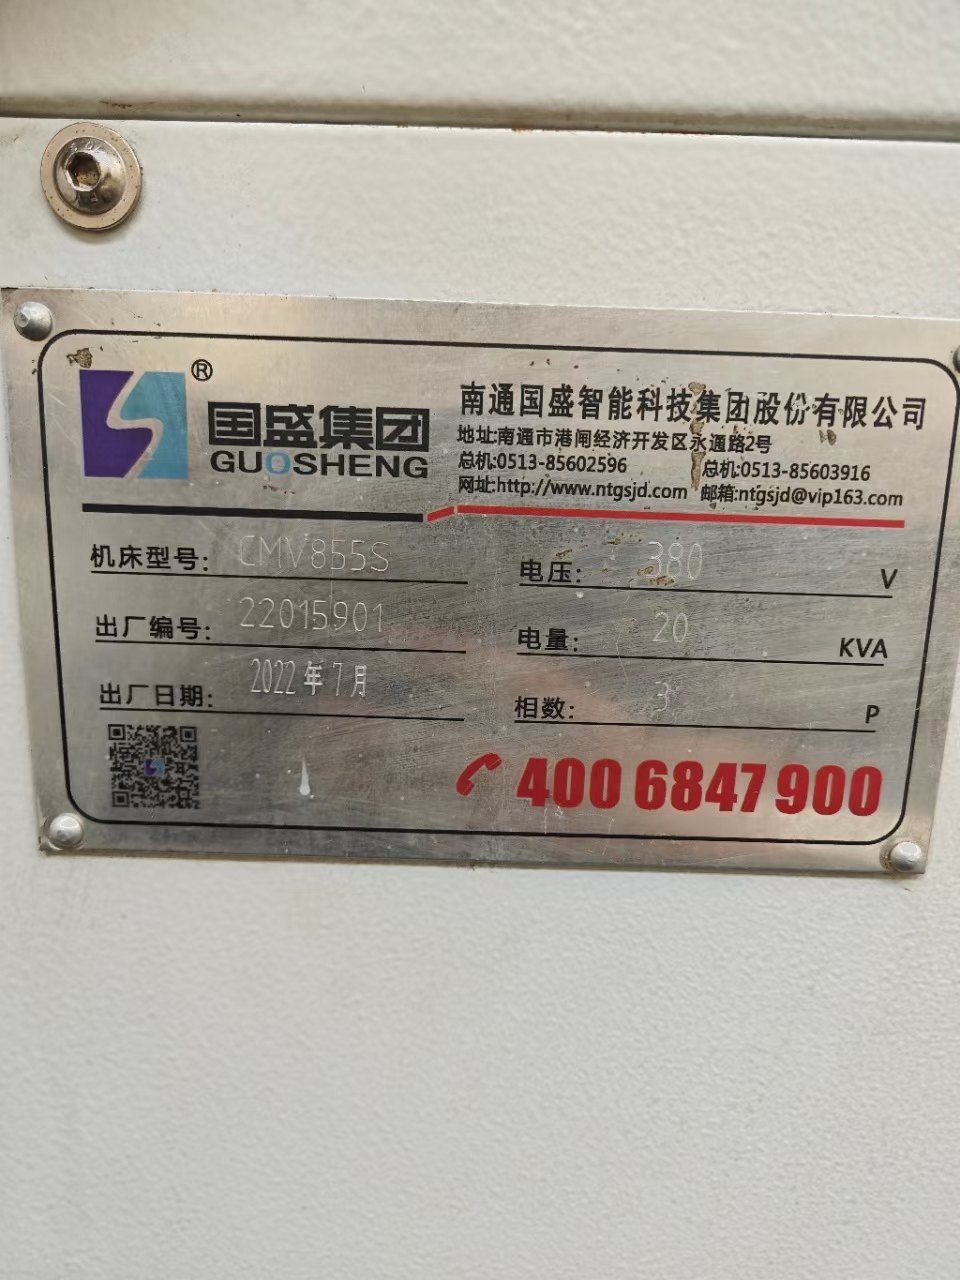 ®
国盛集团
GUOSHENG
南通国盛智能科技集团股份有限公司
地址:南通市港闸经济开发区永通路2号
总机:0513-85602596 总机:0513-85603916
网址:http://www.ntgsjd.com 邮箱:ntgsjd@vip163.com
机床型号: CMV855S
电压: 380 V
出厂编号: 22015901
电量: 20 KVA
出厂日期: 2022年7月
相数: 3 P
400 6847 900